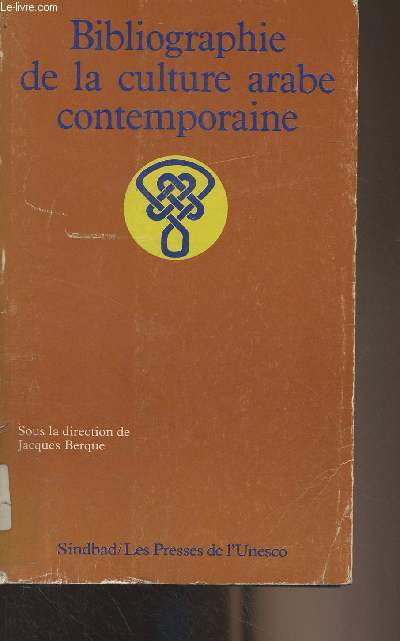 Le-livre.com
Bibliographie
de la culture arabe
contemporaine
Sous la direction de
Jacques Berque
Sindbad/Les Presses de l'Unesco